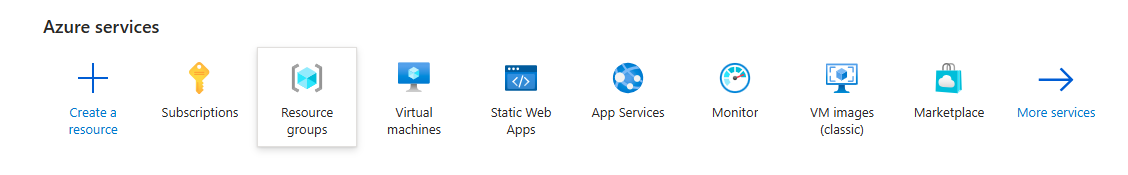 Azure services
Create a
resource
Subscriptions
Resource
groups
Virtual
machines
Static Web
Apps
App Services
Monitor
VM images
(classic)
Marketplace
More services